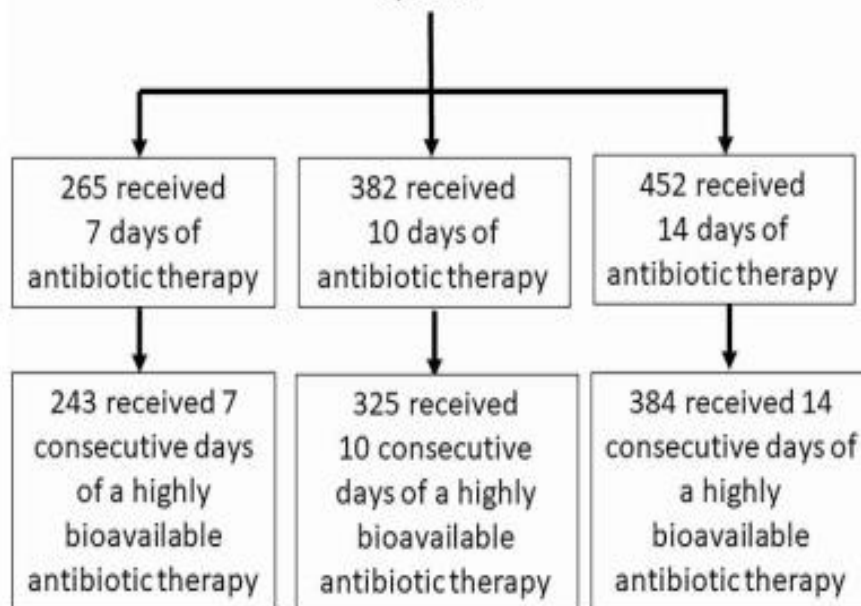 265 received
7 days of
antibiotic therapy
382 received
10 days of
antibiotic therapy
452 received
14 days of
antibiotic therapy
243 received 7
consecutive days
of a highly
bioavailable
antibiotic therapy
325 received
10 consecutive
days of a highly
bioavailable
antibiotic therapy
384 received 14
consecutive days of
a highly
bioavailable
antibiotic therapy